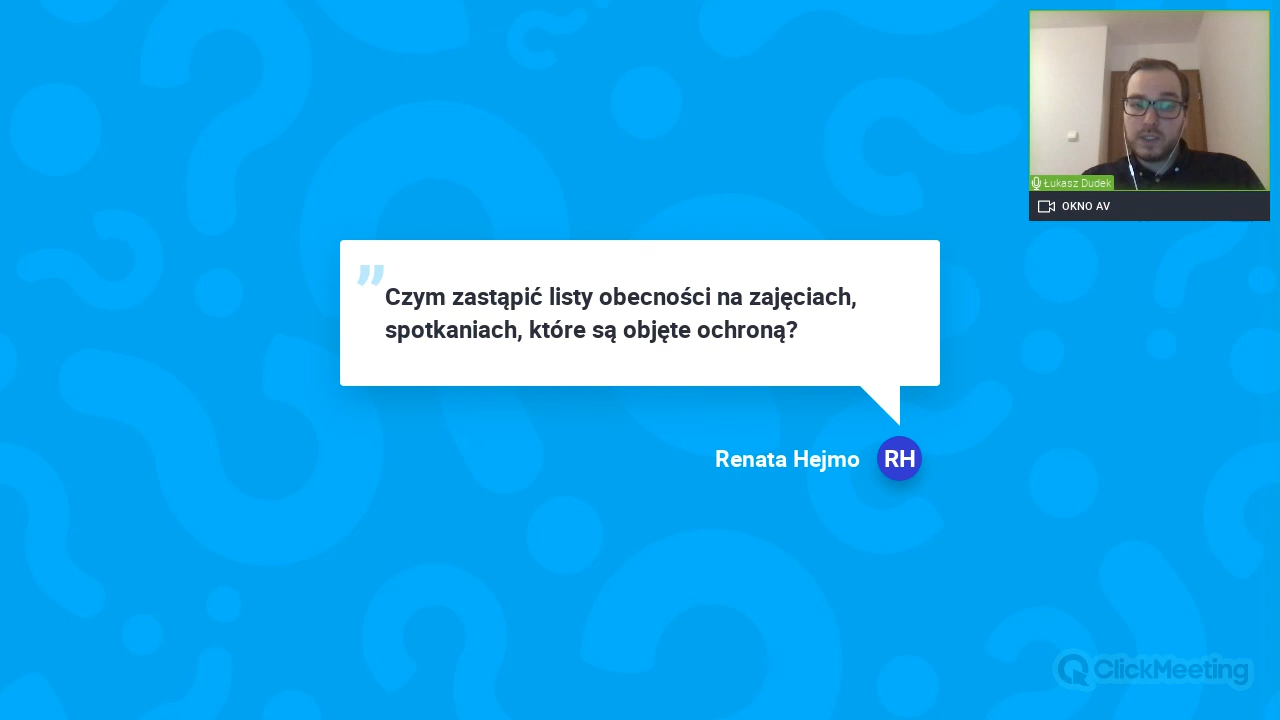 Łukasz Dudek
OKNO AV
”
Czym zastąpić listy obecności na zajęciach,
spotkaniach, które są objęte ochroną?
Renata Hejmo
RH
ClickMeeting